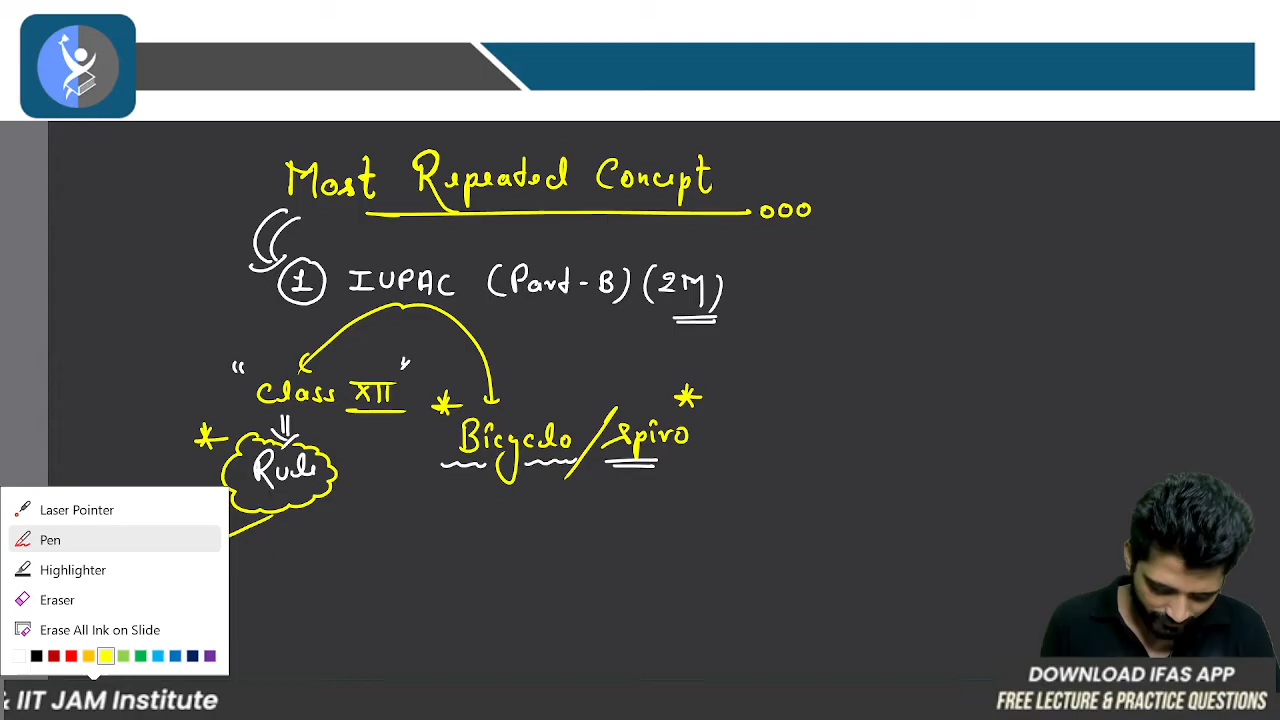 Most Repeated Concept
1 IUPAC (Part-B) (2M)
"Class XII"
* Bicyclo/spiro *
* Rule
Laser Pointer
Pen
Highlighter
Eraser
Erase All Ink on Slide
DOWNLOAD IFAS APP
& IIT JAM Institute
FREE LECTURE & PRACTICE QUESTIONS